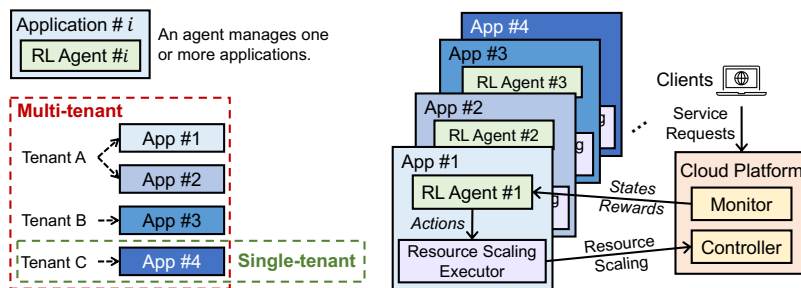 Application # i
RL Agent #i
An agent manages one
or more applications.
Multi-tenant
Tenant A
App #1
App #2
Tenant B
App #3
Tenant C
App #4
Single-tenant
App #4
App #3
RL Agent #3
App #2
RL Agent #2
App #1
RL Agent #1
Actions
Resource Scaling
Executor
...
Clients
Service
Requests
Cloud Platform
Monitor
Controller
States
Rewards
Resource
Scaling